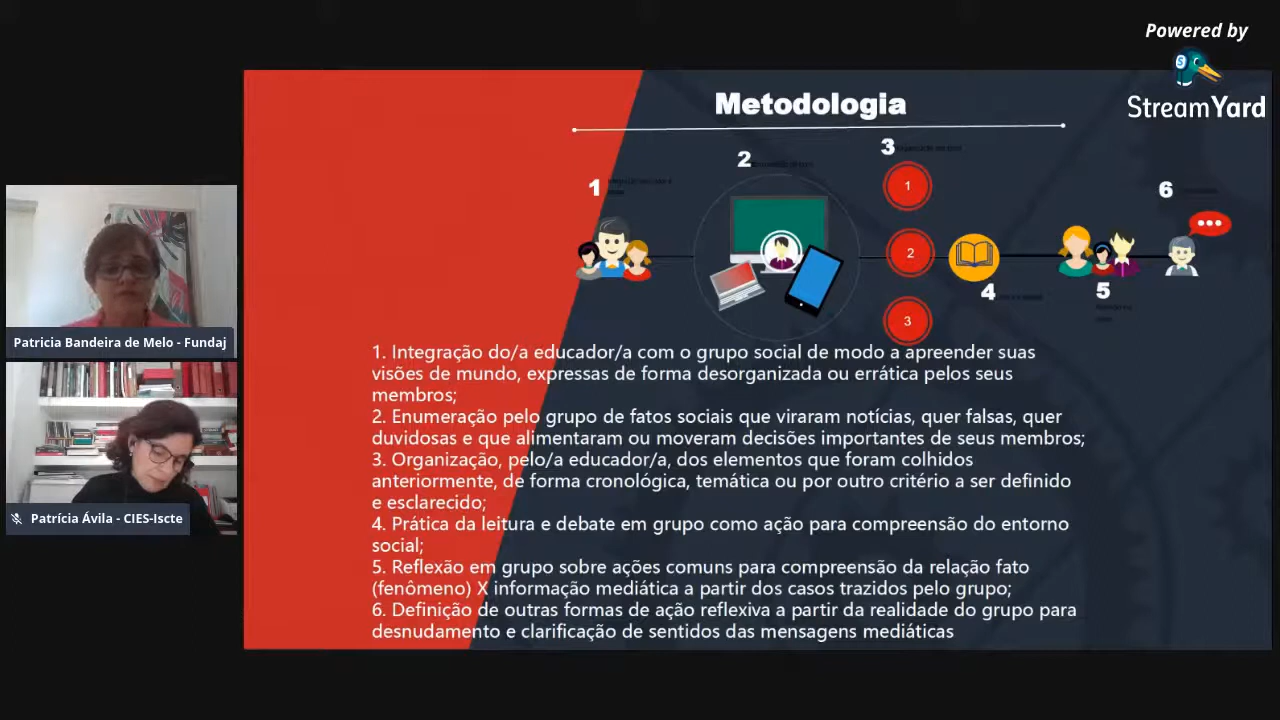 Powered by
StreamYard
Metodologia
1
2
3
1
2
3
4
5
6
1. Integração do/a educador/a com o grupo social de modo a apreender suas
visões de mundo, expressas de forma desorganizada ou errática pelos seus
membros;
2. Enumeração pelo grupo de fatos sociais que viraram notícias, quer falsas, quer
duvidosas e que alimentaram ou moveram decisões importantes de seus membros;
3. Organização, pelo/a educador/a, dos elementos que foram colhidos
anteriormente, de forma cronológica, temática ou por outro critério a ser definido
e esclarecido;
4. Prática da leitura e debate em grupo como ação para compreensão do entorno
social;
5. Reflexão em grupo sobre ações comuns para compreensão da relação fato
(fenômeno) X informação mediática a partir dos casos trazidos pelo grupo;
6. Definição de outras formas de ação reflexiva a partir da realidade do grupo para
desnudamento e clarificação de sentidos das mensagens mediáticas
Patricia Bandeira de Melo - Fundaj
Patrícia Ávila - CIES-Iscte